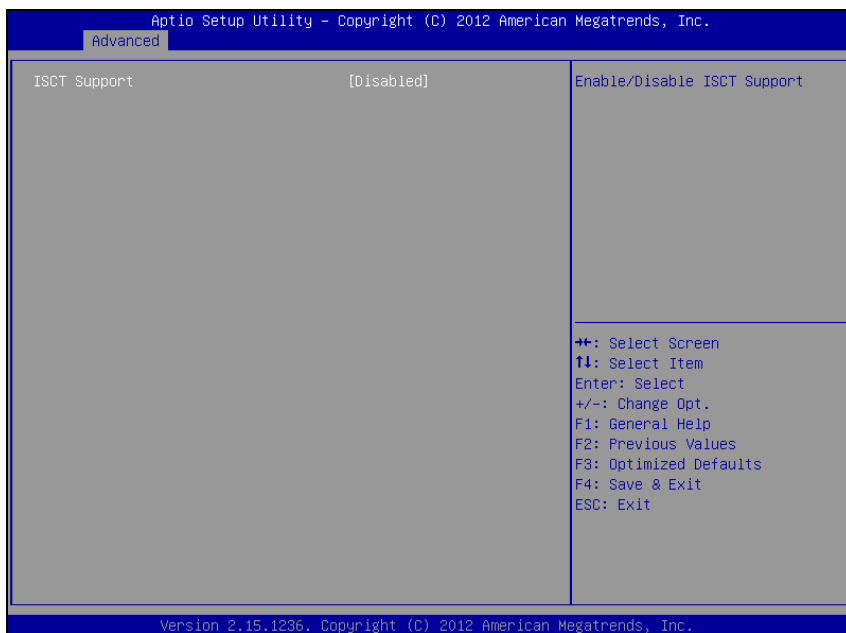 Aptio Setup Utility – Copyright (C) 2012 American Megatrends, Inc.
Advanced
ISCT Support [Disabled]
Enable/Disable ISCT Support
→←: Select Screen
↑↓: Select Item
Enter: Select
+/-: Change Opt.
F1: General Help
F2: Previous Values
F3: Optimized Defaults
F4: Save & Exit
ESC: Exit
Version 2.15.1236. Copyright (C) 2012 American Megatrends, Inc.